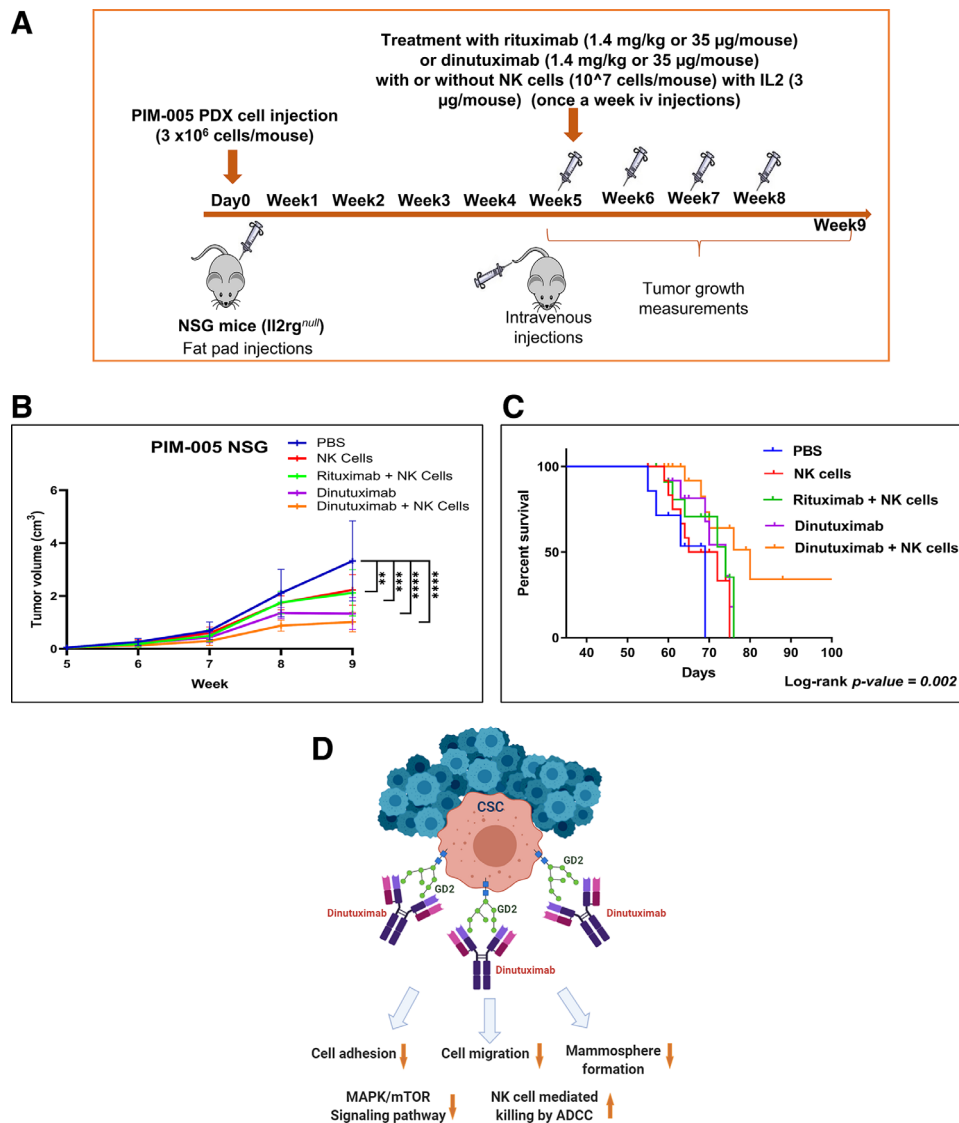 A
Treatment with rituximab (1.4 mg/kg or 35 µg/mouse)
or dinutuximab (1.4 mg/kg or 35 µg/mouse)
with or without NK cells (10^7 cells/mouse) with IL2 (3
µg/mouse) (once a week iv injections)
PIM-005 PDX cell injection
(3 x10⁶ cells/mouse)
Day0 Week1 Week2 Week3 Week4 Week5 Week6 Week7 Week8
Week9
NSG mice (Il2rgⁿᵘˡˡ)
Fat pad injections
Intravenous
injections
Tumor growth
measurements
B
PIM-005 NSG
PBS
NK Cells
Rituximab + NK Cells
Dinutuximab
Dinutuximab + NK Cells
Tumor volume (cm³)
6
4
2
0
5 6 7 8 9
Week
**
***
****
****
C
PBS
NK cells
Rituximab + NK cells
Dinutuximab
Dinutuximab + NK cells
Percent survival
100
50
0
40 50 60 70 80 90 100
Days
Log-rank p-value = 0.002
D
CSC
GD2
GD2
GD2
Dinutuximab
Dinutuximab
Dinutuximab
Cell adhesion
Cell migration
Mammosphere
formation
MAPK/mTOR
Signaling pathway
NK cell mediated
killing by ADCC